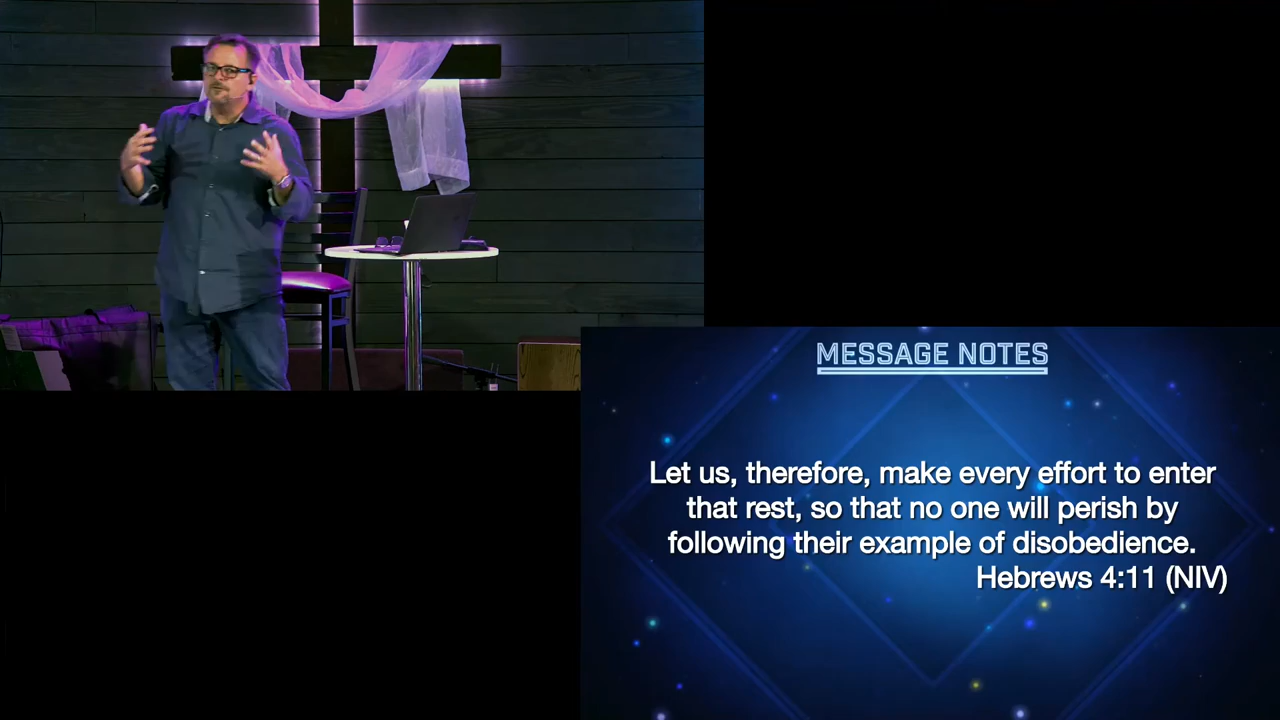 MESSAGE NOTES
Let us, therefore, make every effort to enter
that rest, so that no one will perish by
following their example of disobedience.
Hebrews 4:11 (NIV)